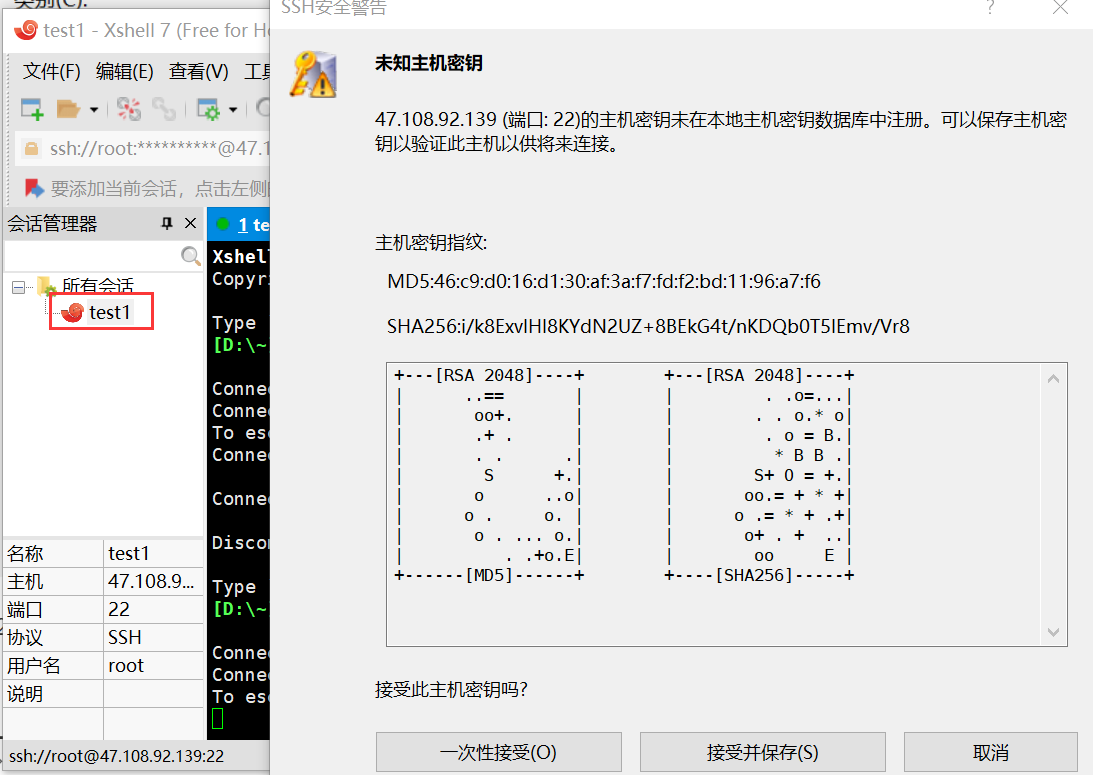 test1 - Xshell 7 (Free for H
文件(F) 编辑(E) 查看(V) 工具
ssh://root:**********@47.1
要添加当前会话，点击左侧
会话管理器
所有会话
test1
名称 test1
主机 47.108.9...
端口 22
协议 SSH
用户名 root
说明
ssh://root@47.108.92.139:22
1 te
Xshel
Copyr
Type
[D:\~
Conne
Conne
To es
Conne
Conne
Discon
Type
[D:\~
Conne
Conne
To es
SSH安全警告
?
未知主机密钥
47.108.92.139 (端口: 22)的主机密钥未在本地主机密钥数据库中注册。可以保存主机密
钥以验证此主机以供将来连接。
主机密钥指纹:
MD5:46:c9:d0:16:d1:30:af:3a:f7:fd:f2:bd:11:96:a7:f6
SHA256:i/k8ExvlHl8KYdN2UZ+8BEkG4t/nKDQb0T5lEmv/Vr8
+---[RSA 2048]----+        +---[RSA 2048]----+
|      ..==       |        |         . .o=...|
|       oo+.      |        |        . . o.* o|
|       .+ .      |        |         . o = B.|
|       . .      .|        |          * B B .|
|        S      +.|        |        S+ O = +.|
|       o      ..o|        |       oo.= + * +|
|      o .     o. |        |      o .= * + .+|
|       o . ... o.|        |       o+ . +  ..|
|          . .+o.E|        |        oo     E |
+------[MD5]------+        +----[SHA256]-----+
接受此主机密钥吗?
一次性接受(O) 接受并保存(S) 取消